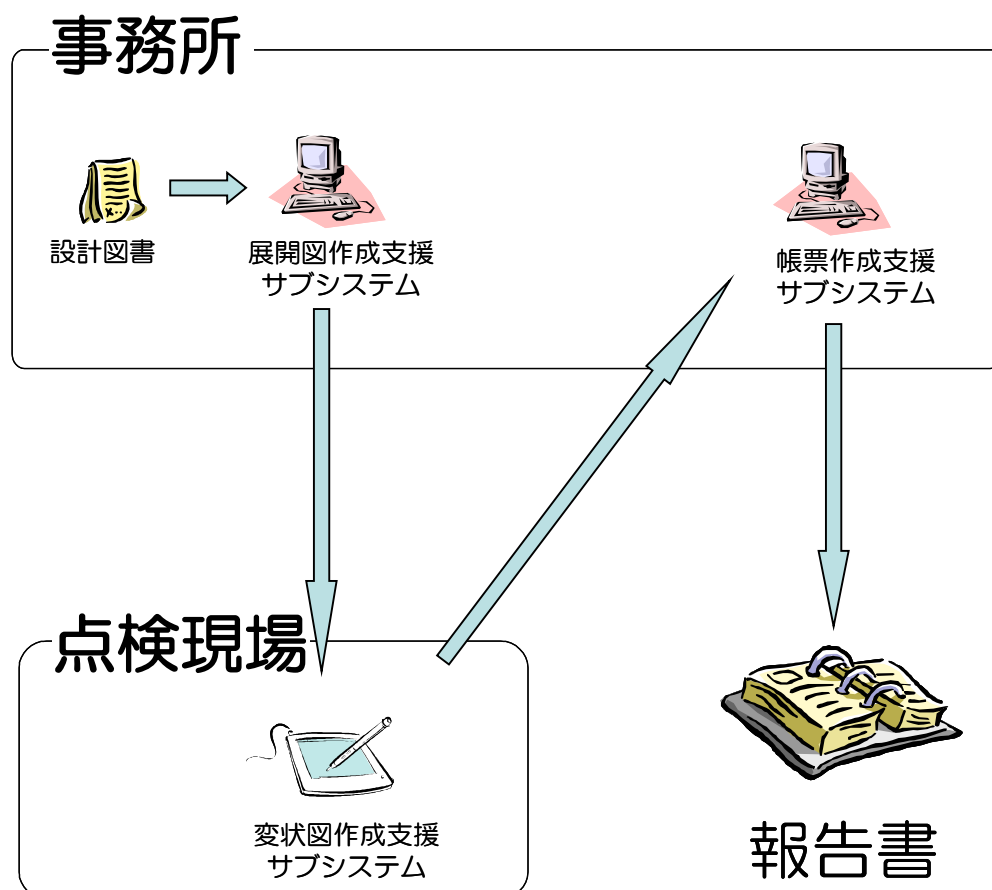 事務所
設計図書
展開図作成支援
サブシステム
帳票作成支援
サブシステム
点検現場
変状図作成支援
サブシステム
報告書